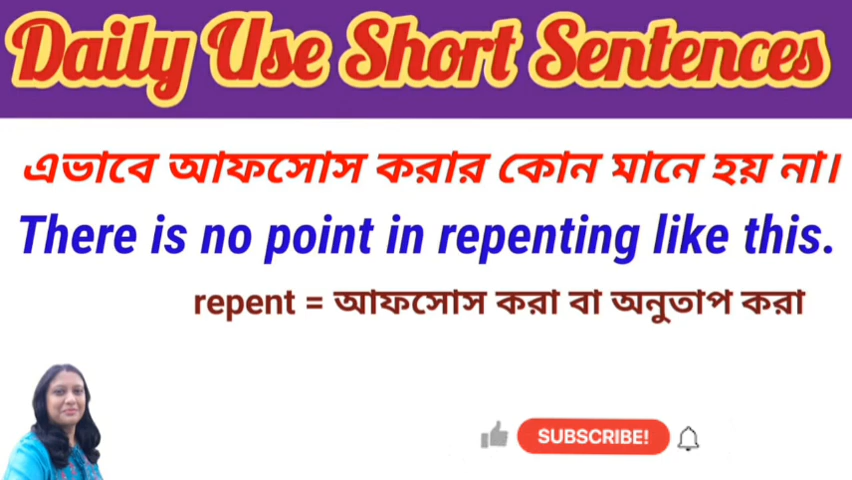 Daily Use Short Sentences
এভাবে আফসোস করার কোন মানে হয় না।
There is no point in repenting like this.
repent = আফসোস করা বা অনুতাপ করা
SUBSCRIBE!